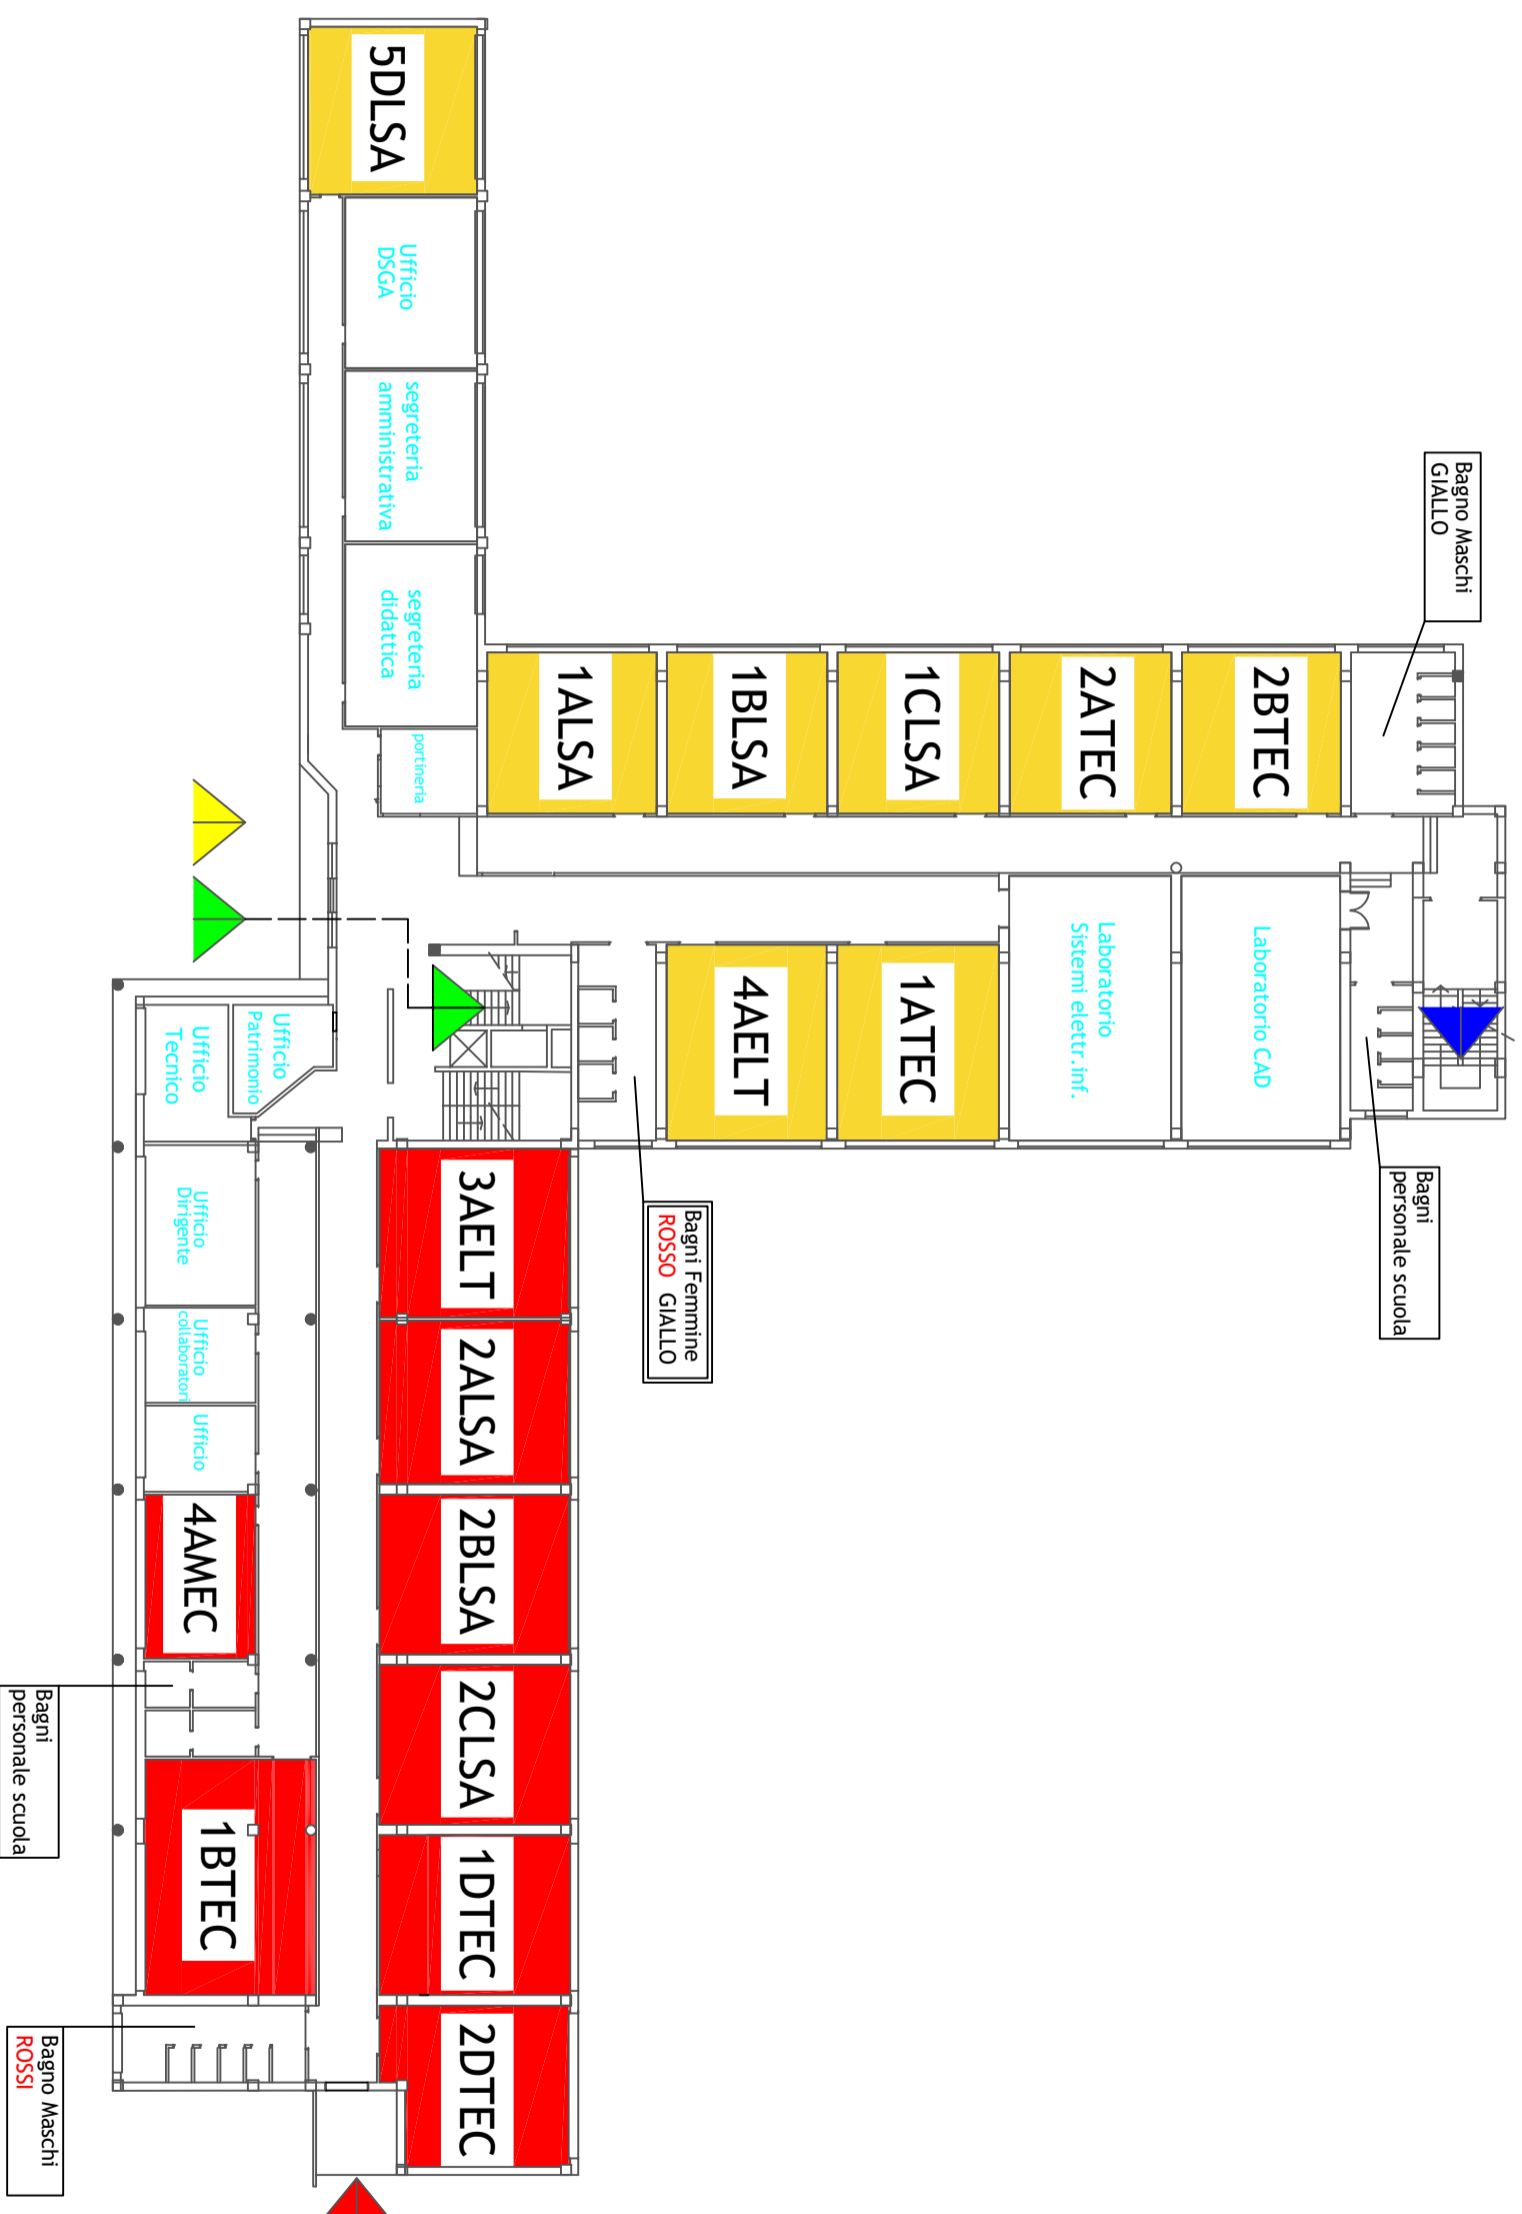 5DLSA
Ufficio
DSGA
segreteria
amministrativa
segreteria
didattica
portineria
1ALSA
1BLSA
1CLSA
2ATEC
2BTEC
Bagno Maschi
GIALLO
Laboratorio
Sistemi elettr.inf.
Laboratorio CAD
4AELT
1ATEC
Bagni
personale scuola
Bagni Femmine
ROSSO GIALLO
Ufficio
Patrimonio
Ufficio
Tecnico
Ufficio
Dirigente
Ufficio
collaboratori
Ufficio
4AMEC
Bagni
personale scuola
1BTEC
Bagno Maschi
ROSSI
3AELT
2ALSA
2BLSA
2CLSA
1DTEC
2DTEC